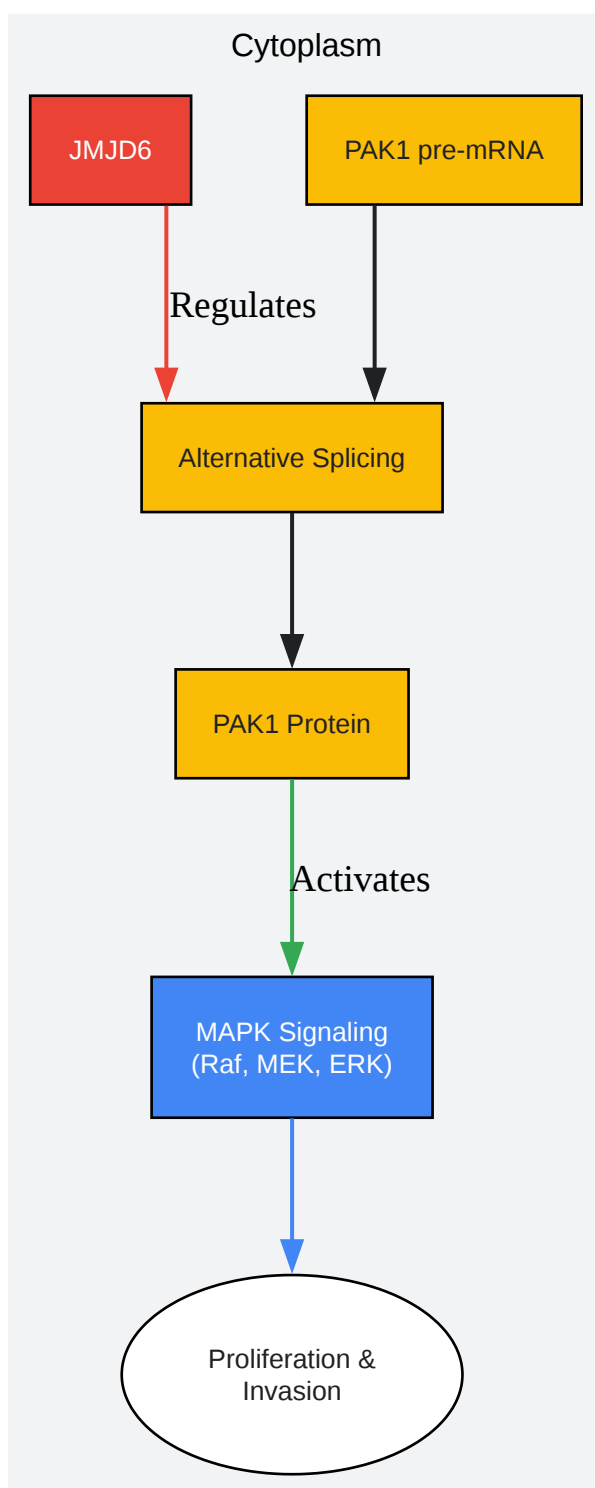 Cytoplasm
JMJD6
PAK1 pre-mRNA
Regulates
Alternative Splicing
PAK1 Protein
Activates
MAPK Signaling
(Raf, MEK, ERK)
Proliferation &
Invasion